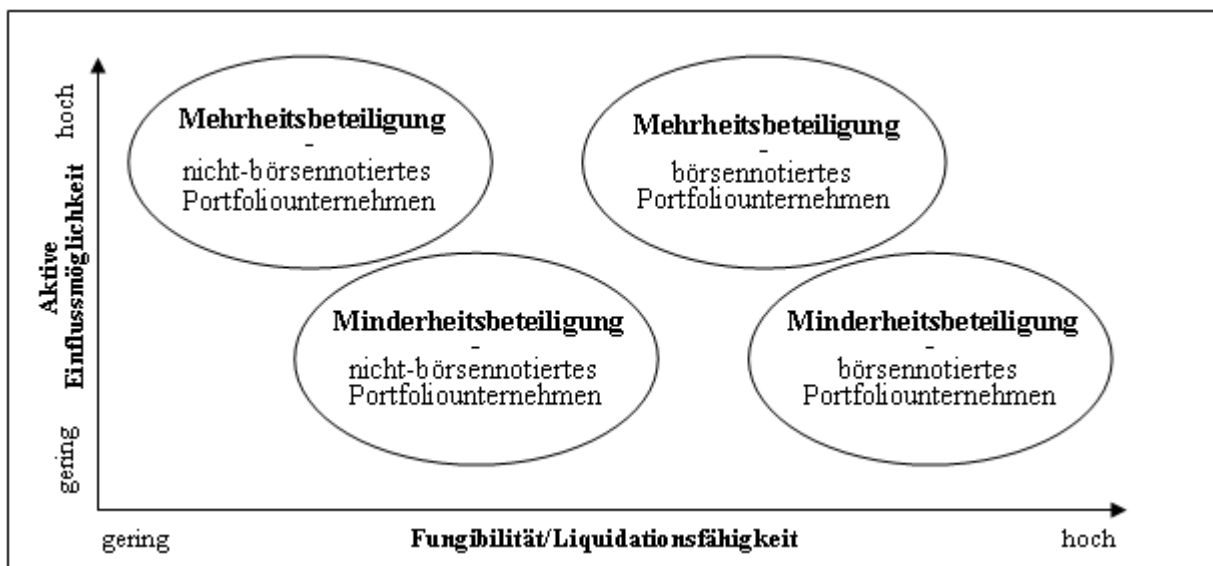 hoch
Aktive
Einflussmöglichkeit
gering
Mehrheitsbeteiligung
-
nicht-börsennotiertes
Portfoliounternehmen
Mehrheitsbeteiligung
-
börsennotiertes
Portfoliounternehmen
Minderheitsbeteiligung
-
nicht-börsennotiertes
Portfoliounternehmen
Minderheitsbeteiligung
-
börsennotiertes
Portfoliounternehmen
gering
Fungibilität/Liquidationsfähigkeit
hoch